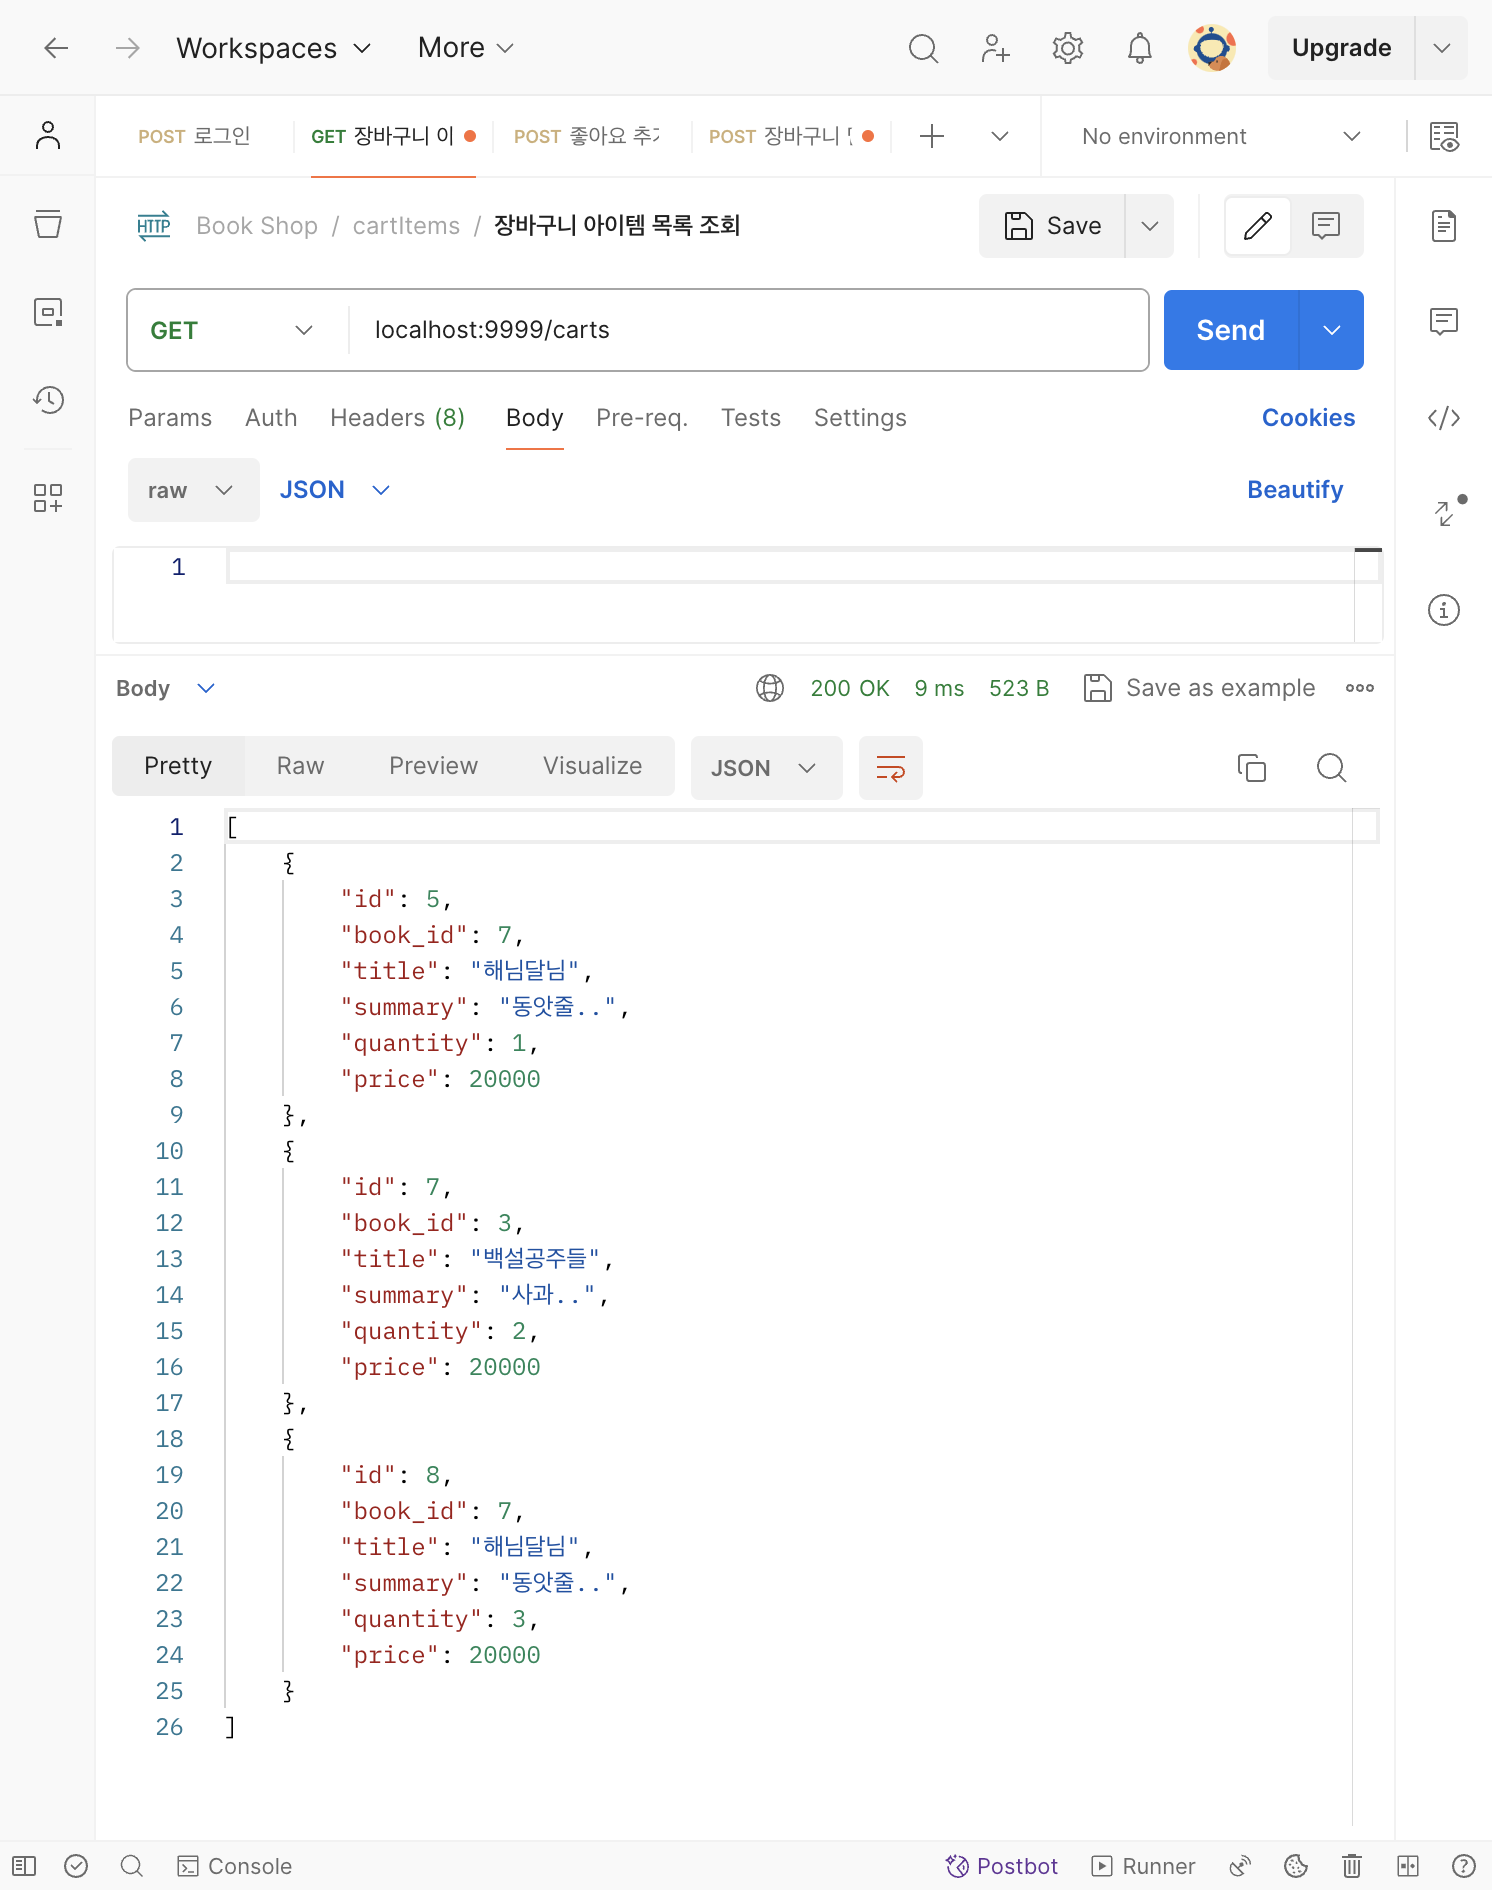 Workspaces More Upgrade
POST 로그인 GET 장바구니 이 POST 좋아요 추가 POST 장바구니 No environment
HTTP Book Shop / cartItems / 장바구니 아이템 목록 조회 Save
GET localhost:9999/carts Send
Params Auth Headers (8) Body Pre-req. Tests Settings Cookies
raw JSON Beautify
1
Body 200 OK 9 ms 523 B Save as example
Pretty Raw Preview Visualize JSON
1 [
2 {
3 "id": 5,
4 "book_id": 7,
5 "title": "해님달님",
6 "summary": "동앗줄..",
7 "quantity": 1,
8 "price": 20000
9 },
10 {
11 "id": 7,
12 "book_id": 3,
13 "title": "백설공주들",
14 "summary": "사과..",
15 "quantity": 2,
16 "price": 20000
17 },
18 {
19 "id": 8,
20 "book_id": 7,
21 "title": "해님달님",
22 "summary": "동앗줄..",
23 "quantity": 3,
24 "price": 20000
25 }
26 ]
Console Postbot Runner